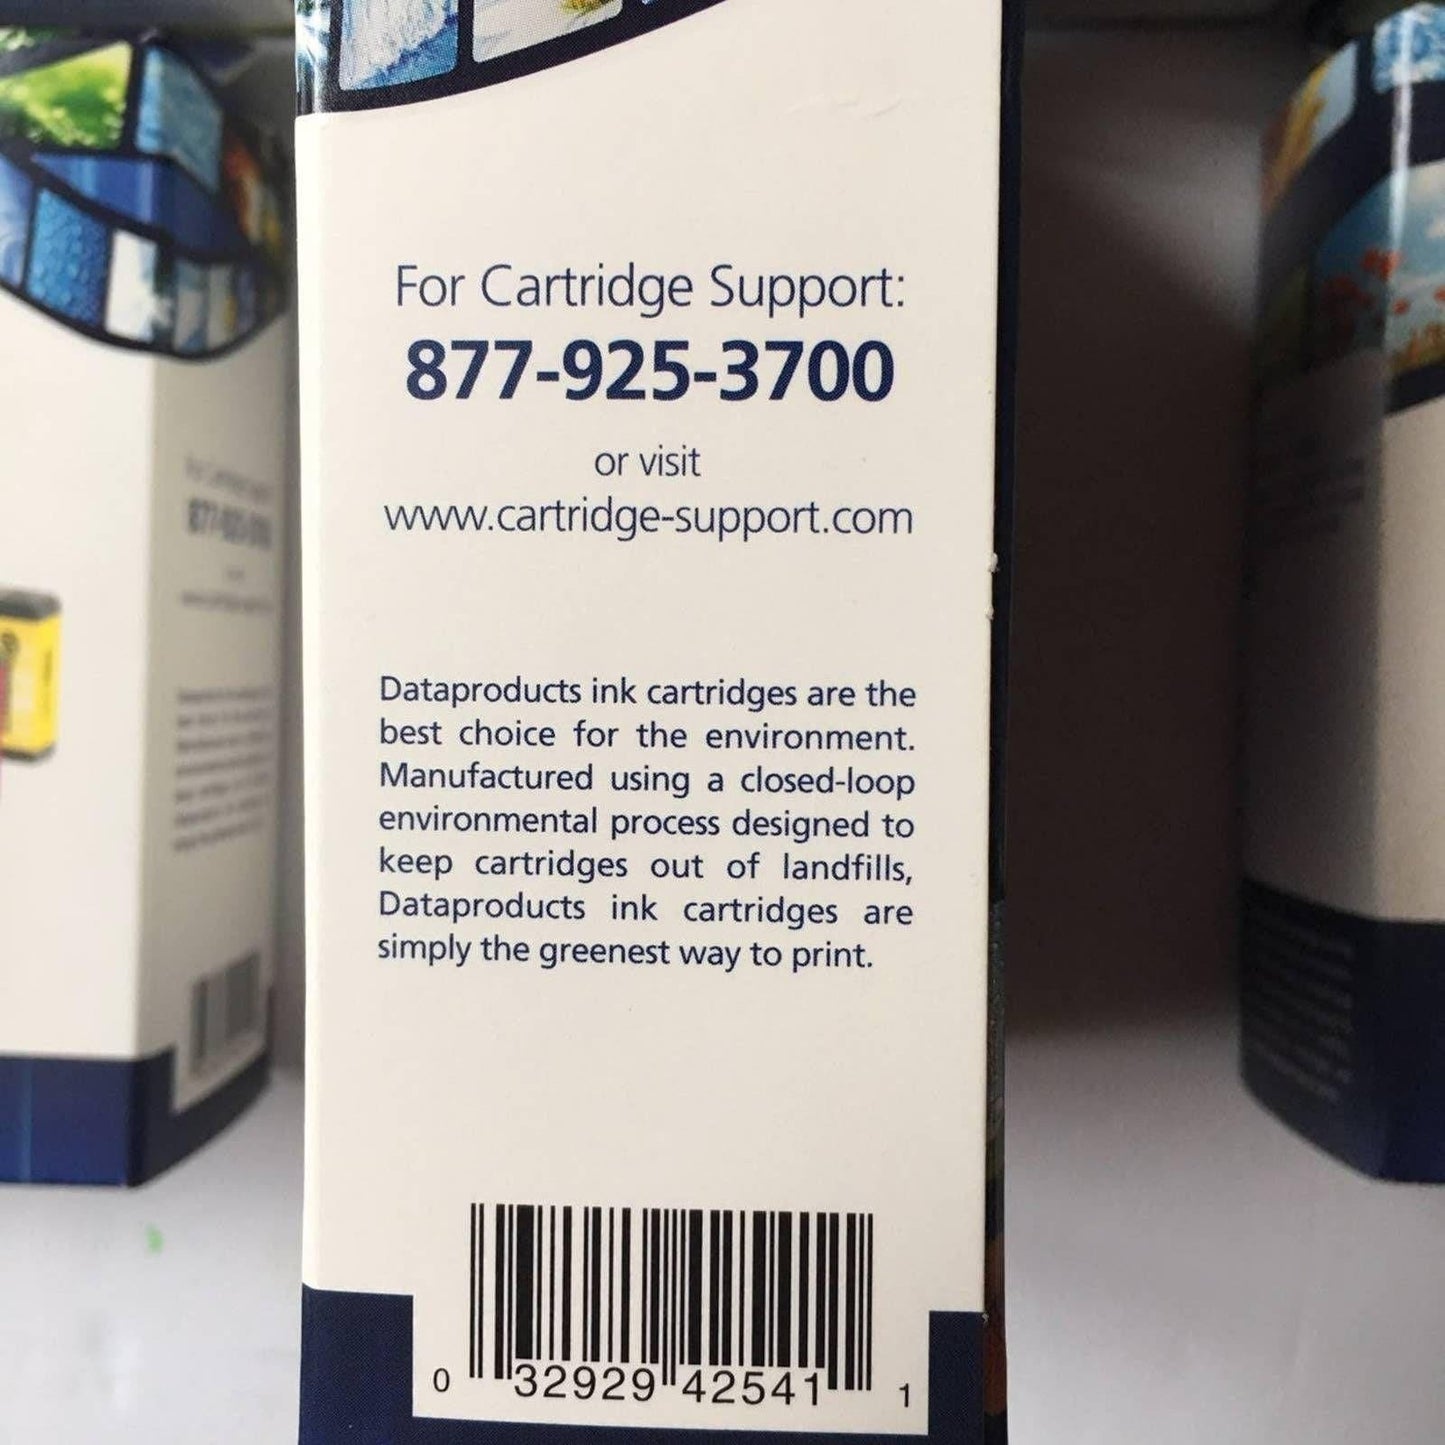 For Cartridge Support:
877-925-3700
or visit
www.cartridge-support.com
Dataproducts ink cartridges are the
best choice for the environment.
Manufactured using a closed-loop
environmental process designed to
keep cartridges out of landfills,
Dataproducts ink cartridges are
simply the greenest way to print.
0 32929 42541 1